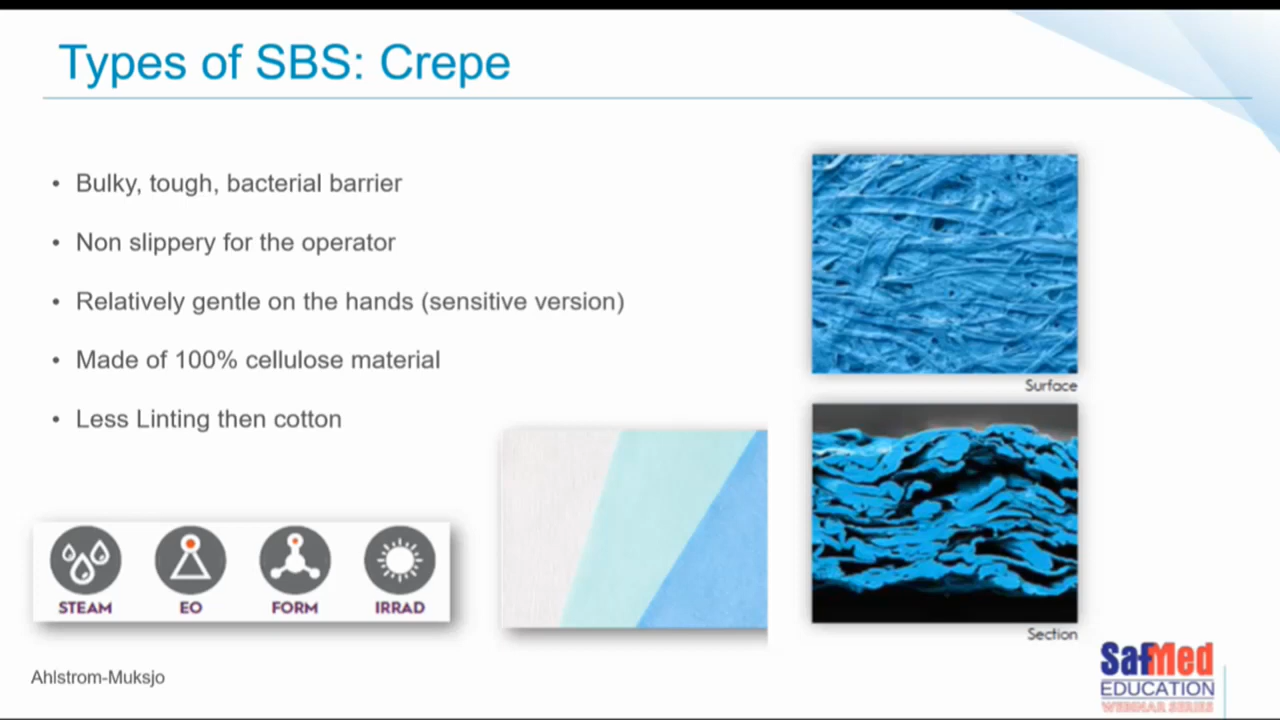 Types of SBS: Crepe
• Bulky, tough, bacterial barrier
• Non slippery for the operator
• Relatively gentle on the hands (sensitive version)
• Made of 100% cellulose material
• Less Linting then cotton
Surface
STEAM EO FORM IRRAD
Section
Ahlstrom-Muksjo
SafMed
EDUCATION
WEBINAR SERIES